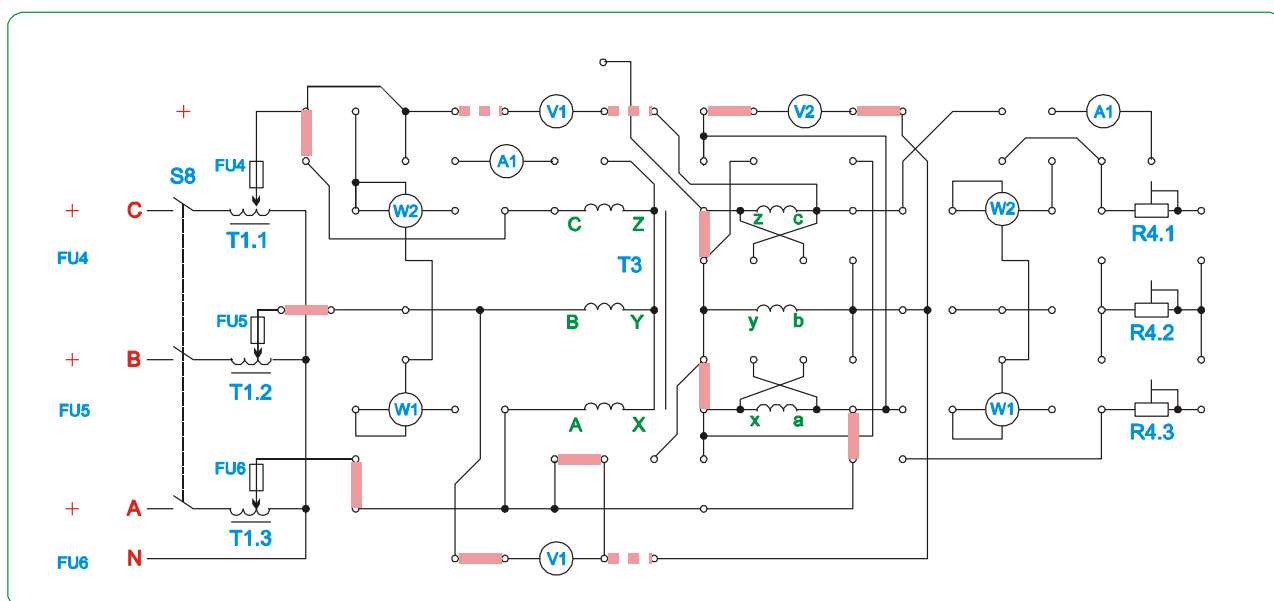 V1 V2 A1
FU4 A1
S8
C W2 C Z z c W2
T1.1 R4.1
FU4 T3
FU5 B Y y b
R4.2
B
T1.2
FU5 W1 A X x a W1
R4.3
FU6
A
T1.3
FU6 N V1